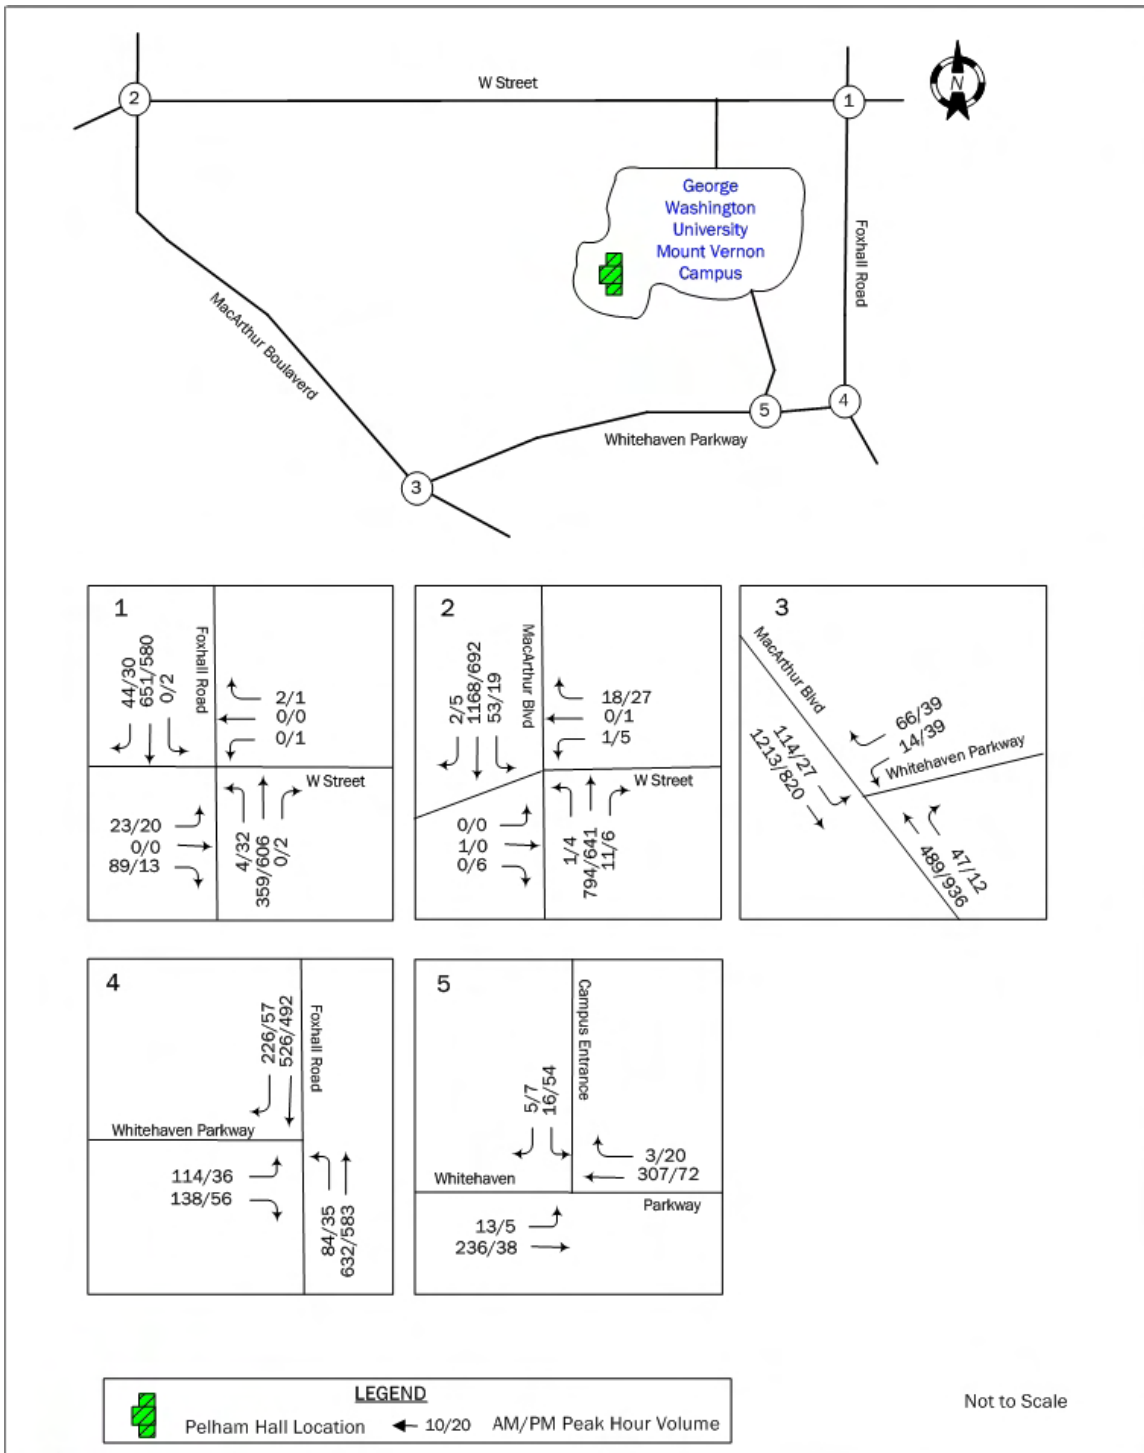 2
W Street
1
N
George
Washington
University
Mount Vernon
Campus
Foxhall Road
MacArthur Boulaverd
5
4
Whitehaven Parkway
3
1
Foxhall Road
44/30
651/580
0/2
2/1
0/0
0/1
W Street
23/20
0/0
89/13
4/32
359/606
0/2
2
MacArthur Blvd
2/5
1168/692
53/19
18/27
0/1
1/5
W Street
0/0
1/0
0/6
1/4
794/641
11/6
3
MacArthur Blvd
66/39
14/39
Whitehaven Parkway
114/27
1213/820
47/12
489/936
4
226/57
526/492
Foxhall Road
Whitehaven Parkway
114/36
138/56
84/35
632/583
5
Campus Entrance
5/7
16/54
3/20
307/72
Whitehaven
Parkway
13/5
236/38
LEGEND
Pelham Hall Location
10/20 AM/PM Peak Hour Volume
Not to Scale